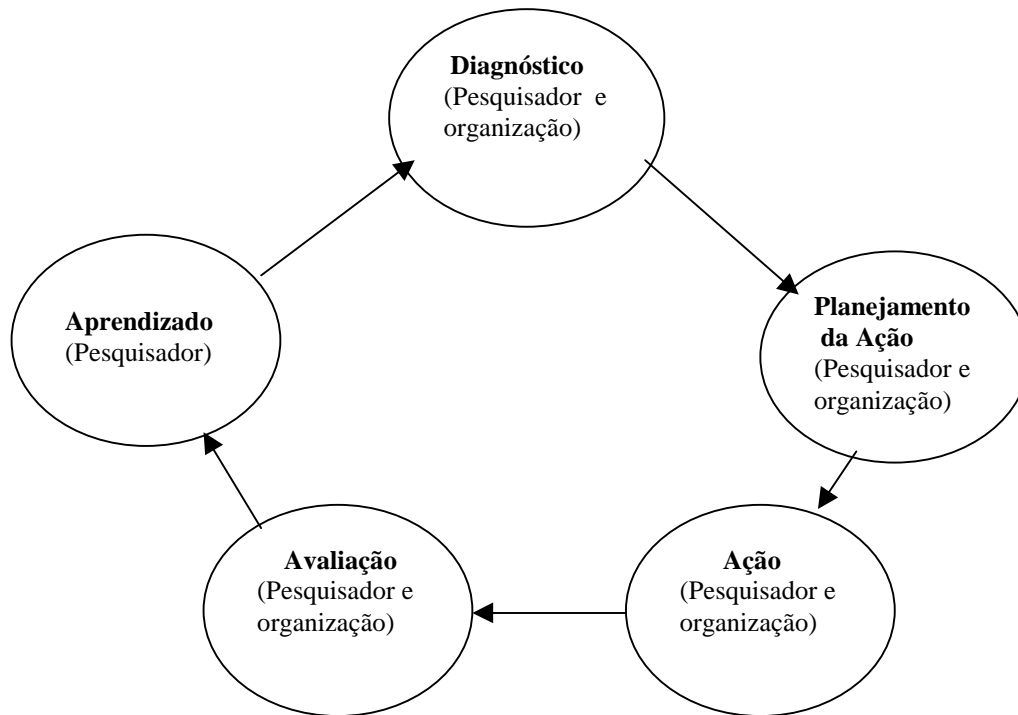 Diagnóstico
(Pesquisador e
organização)
Planejamento
da Ação
(Pesquisador e
organização)
Ação
(Pesquisador e
organização)
Avaliação
(Pesquisador e
organização)
Aprendizado
(Pesquisador)